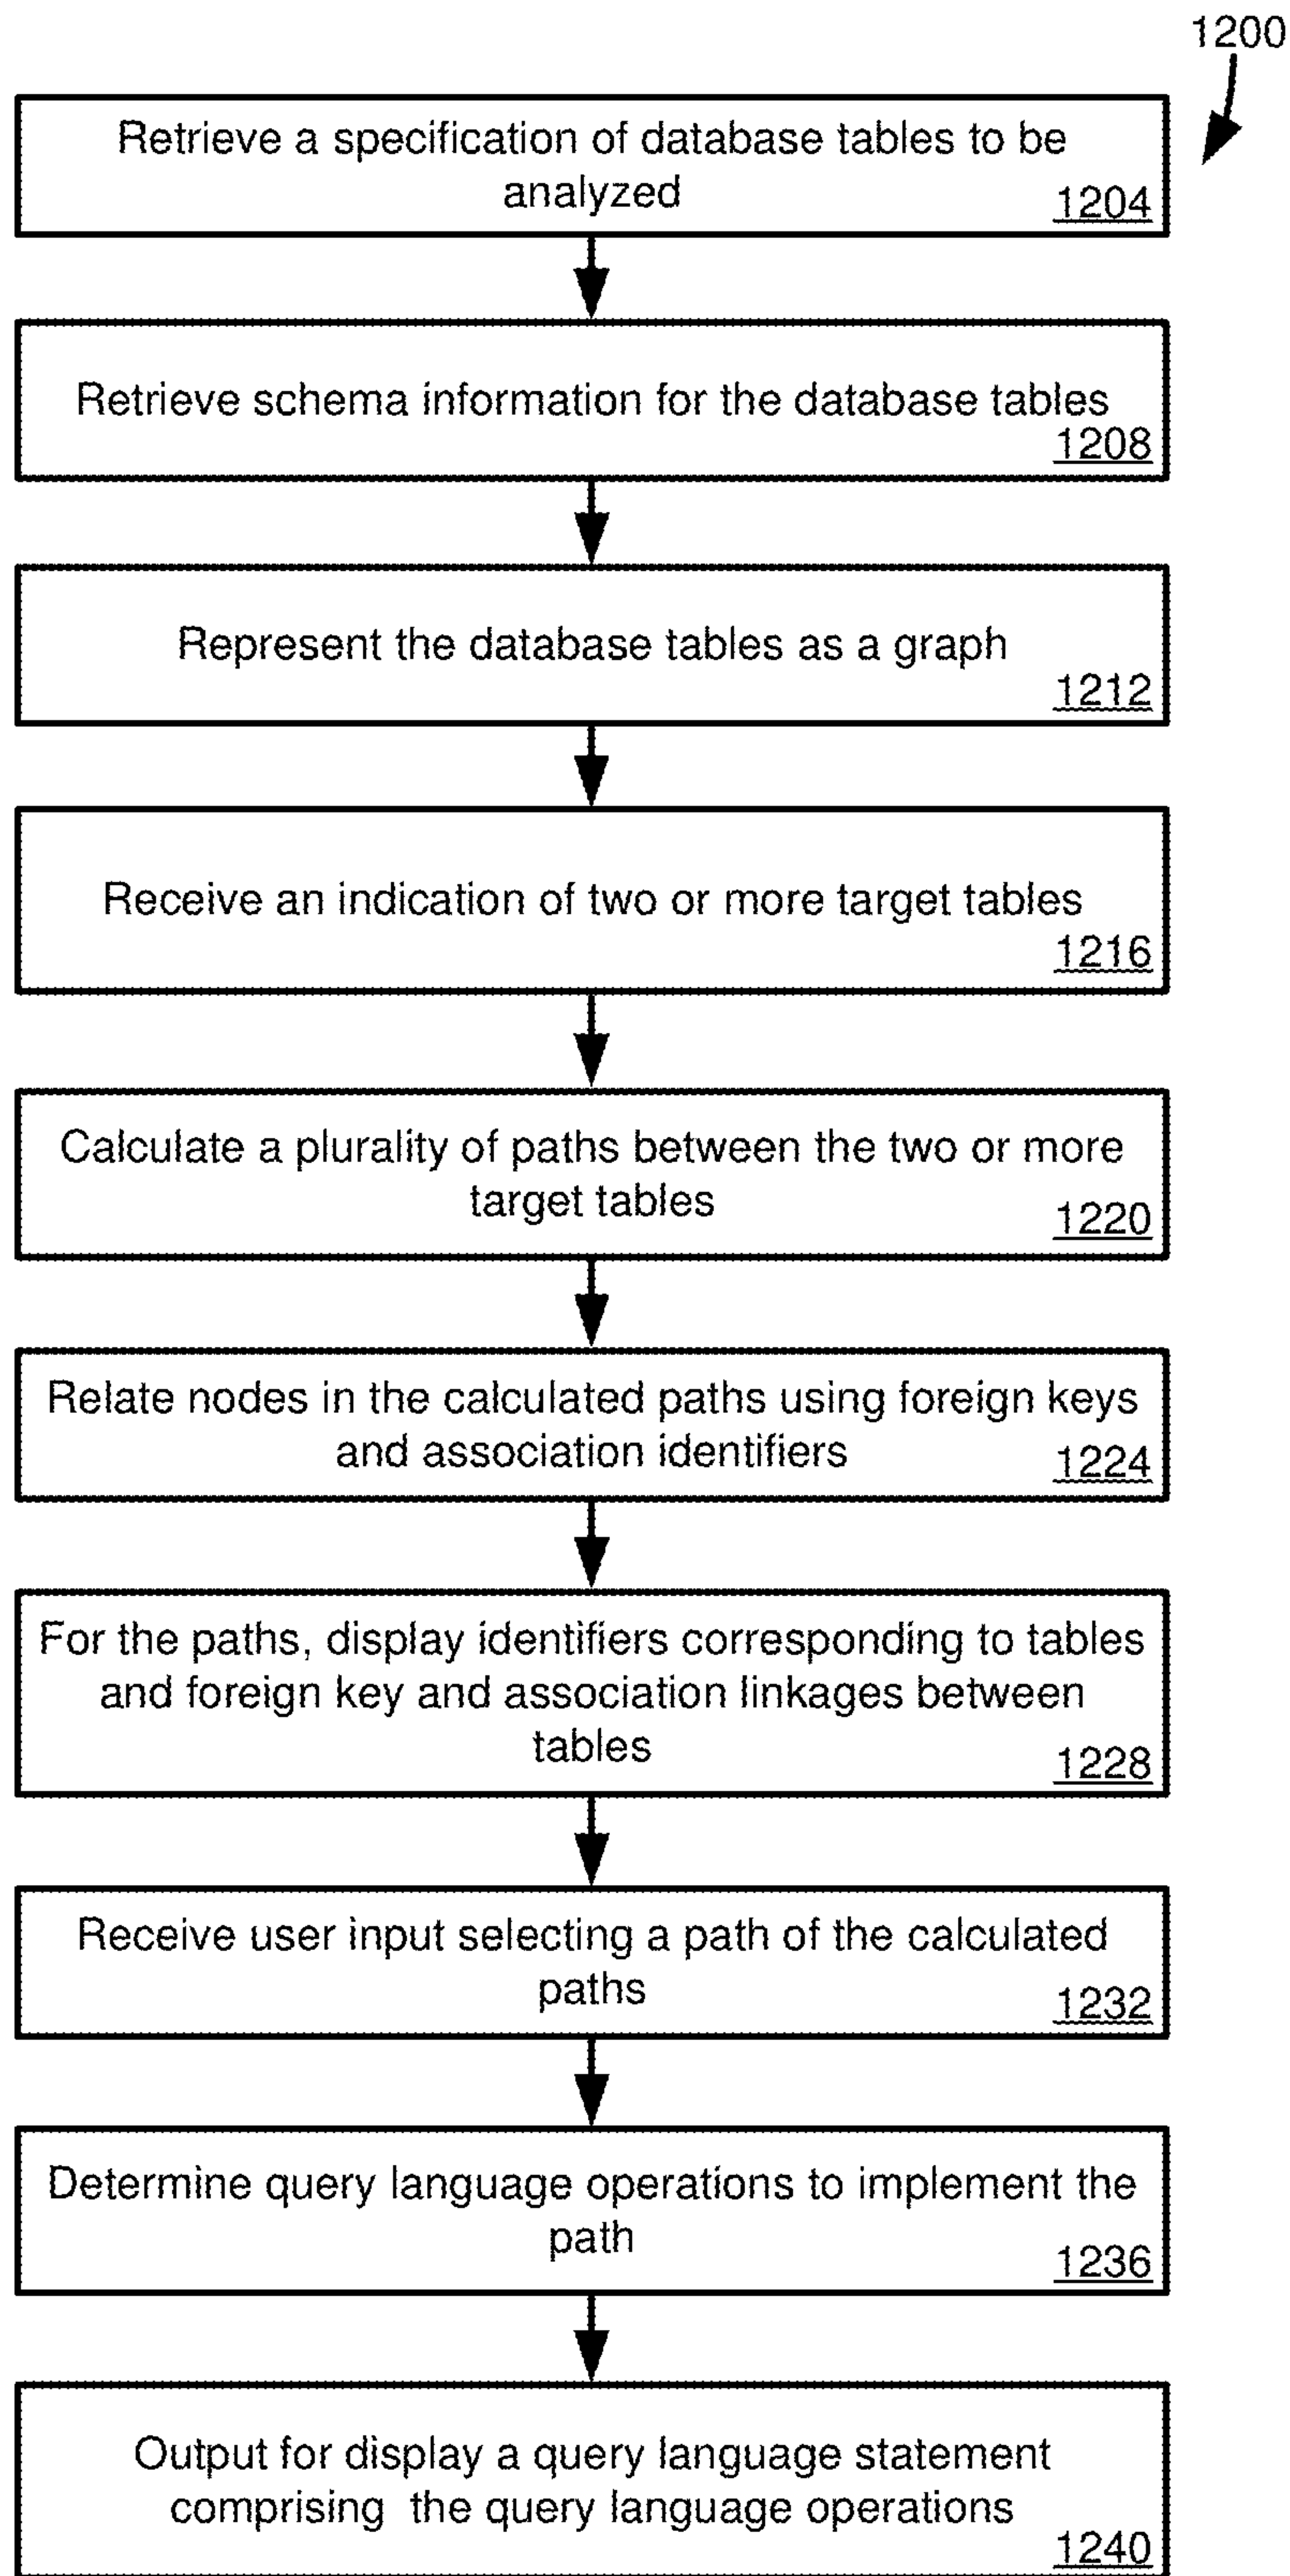 1200
Retrieve a specification of database tables to be
analyzed
1204
Retrieve schema information for the database tables
1208
Represent the database tables as a graph
1212
Receive an indication of two or more target tables
1216
Calculate a plurality of paths between the two or more
target tables
1220
Relate nodes in the calculated paths using foreign keys
and association identifiers
1224
For the paths, display identifiers corresponding to tables
and foreign key and association linkages between
tables
1228
Receive user input selecting a path of the calculated
paths
1232
Determine query language operations to implement the
path
1236
Output for display a query language statement
comprising the query language operations
1240